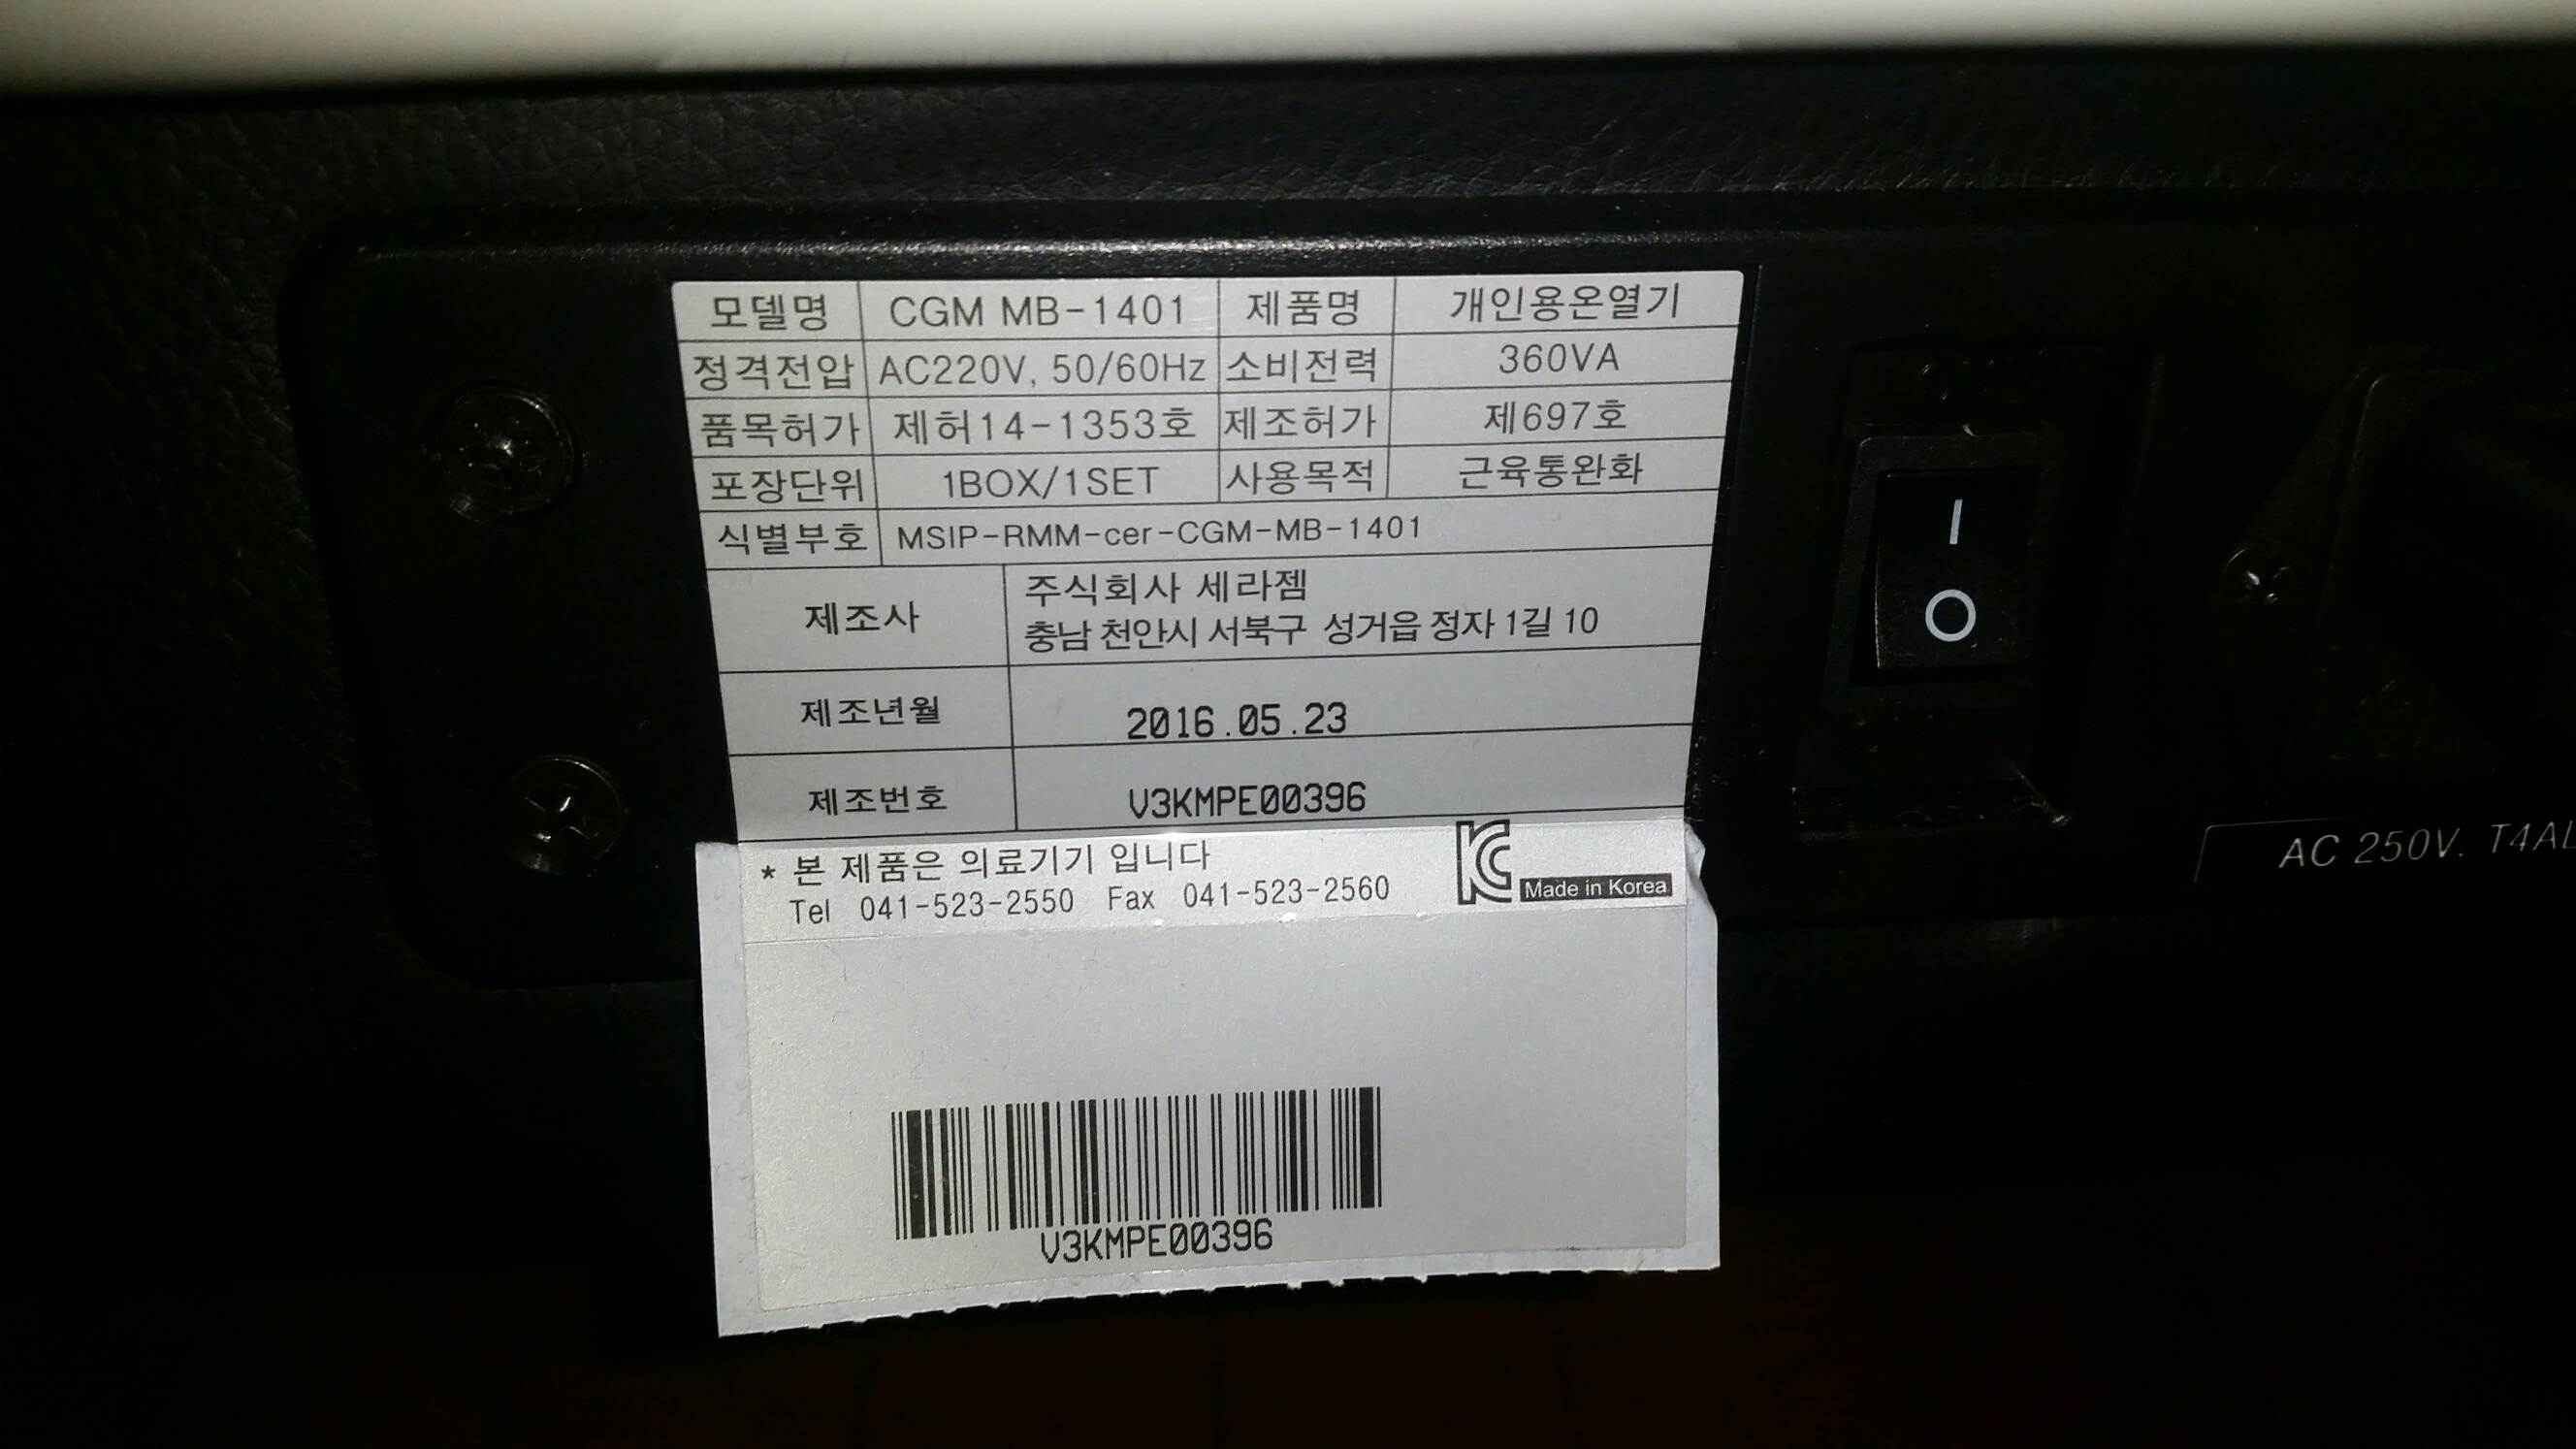 모델명 CGM MB-1401 제품명 개인용온열기
정격전압 AC220V, 50/60Hz 소비전력 360VA
품목허가 제허14-1353호 제조허가 제697호
포장단위 1BOX/1SET 사용목적 근육통완화
식별부호 MSIP-RMM-cer-CGM-MB-1401
제조사 주식회사 세라젬
충남 천안시 서북구 성거읍 정자1길 10
제조년월 2016.05.23
제조번호 V3KMPE00396
* 본 제품은 의료기기 입니다
Tel 041-523-2550 Fax 041-523-2560
Made in Korea
V3KMPE00396
I
O
AC 250V. T4AL